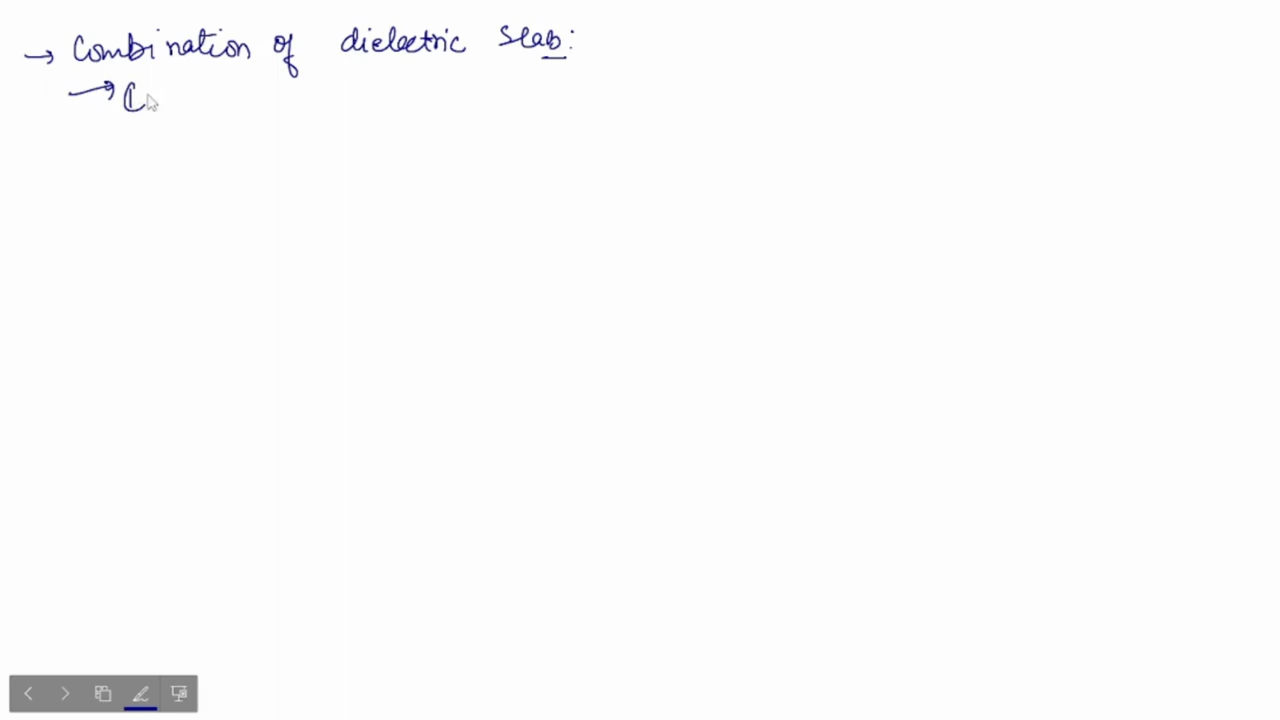 → Combination of dielectric slab:
→